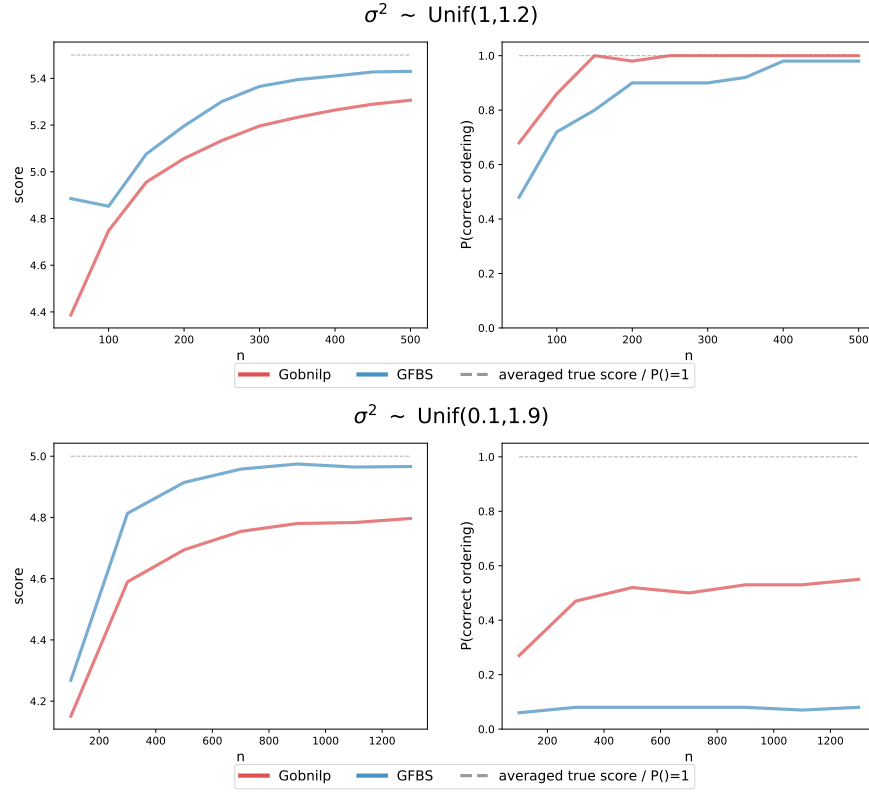 σ² ~ Unif(1,1.2)
score
5.4
5.2
5.0
4.8
4.6
4.4
100 200 300 400 500
n
P(correct ordering)
1.0
0.8
0.6
0.4
0.2
0.0
100 200 300 400 500
n
Gobnilp GFBS averaged true score / P()=1
σ² ~ Unif(0.1,1.9)
score
5.0
4.8
4.6
4.4
4.2
200 400 600 800 1000 1200
n
P(correct ordering)
1.0
0.8
0.6
0.4
0.2
0.0
200 400 600 800 1000 1200
n
Gobnilp GFBS averaged true score / P()=1